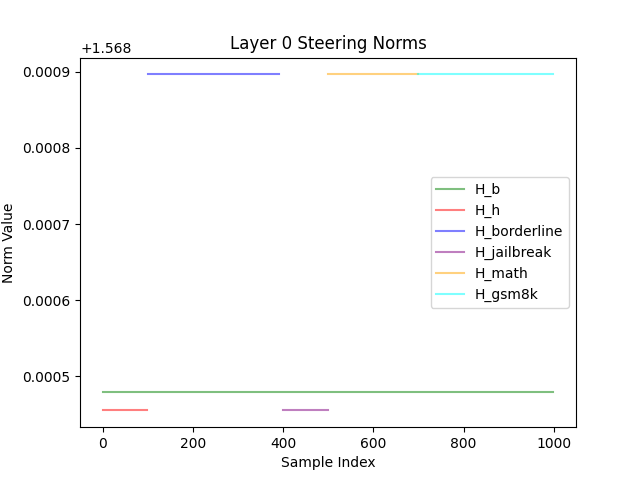 Layer 0 Steering Norms
+1.568
0.0009
0.0008
0.0007
0.0006
0.0005
Norm Value
H_b
H_h
H_borderline
H_jailbreak
H_math
H_gsm8k
0
200
400
600
800
1000
Sample Index